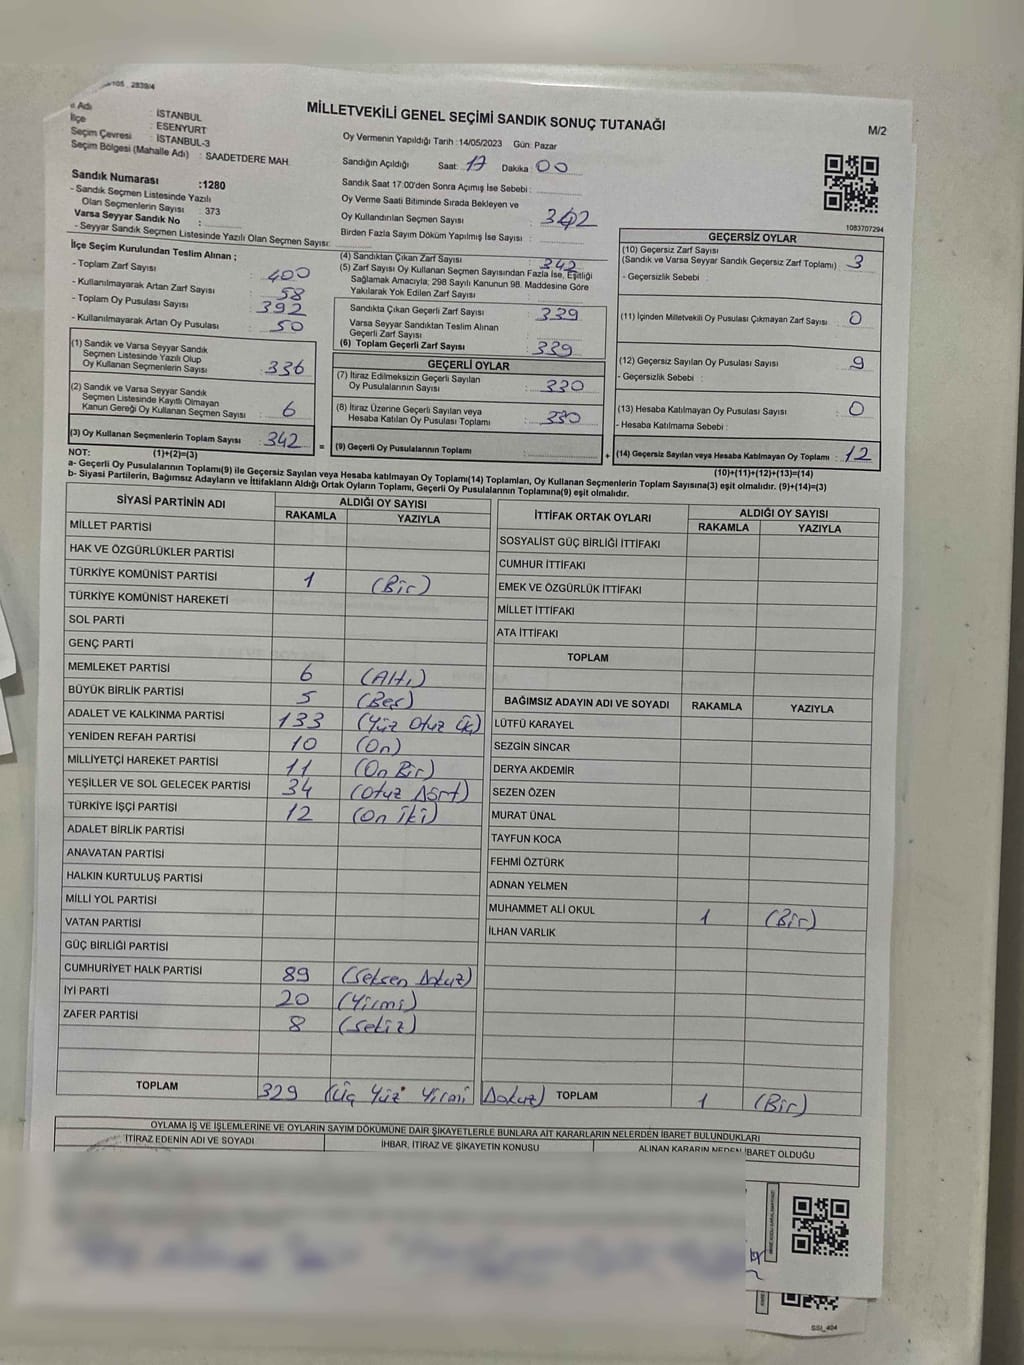 2839/4
MİLLETVEKİLİ GENEL SEÇİMİ SANDIK SONUÇ TUTANAĞI
M/2
İl Adı : İSTANBUL
İlçe : ESENYURT
Seçim Çevresi : İSTANBUL-3
Seçim Bölgesi (Mahalle Adı) : SAADETDERE MAH.
Sandık Numarası :1280
- Sandık Seçmen Listesinde Yazılı
Olan Seçmenlerin Sayısı : 373
Varsa Seyyar Sandık No :
- Seyyar Sandık Seçmen Listesinde Yazılı Olan Seçmen Sayısı:
Oy Vermenin Yapıldığı Tarih :14/05/2023 Gün: Pazar
Sandığın Açıldığı Saat: 17 Dakika: 00
Sandık Saat 17.00'den Sonra Açımış İse Sebebi :
Oy Verme Saati Bitiminde Sırada Bekleyen ve
Oy Kullandırılan Seçmen Sayısı : 342
Birden Fazla Sayım Döküm Yapılmış İse Sayısı :
1083707294
İlçe Seçim Kurulundan Teslim Alınan ;
- Toplam Zarf Sayısı : 400
- Kullanılmayarak Artan Zarf Sayısı : 58
- Toplam Oy Pusulası Sayısı : 392
- Kullanılmayarak Artan Oy Pusulası : 50
(1) Sandık ve Varsa Seyyar Sandık
Seçmen Listesinde Yazılı Olup
Oy Kullanan Seçmenlerin Sayısı : 336
(2) Sandık ve Varsa Seyyar Sandık
Seçmen Listesinde Kayıtlı Olmayan
Kanun Gereği Oy Kullanan Seçmen Sayısı : 6
(3) Oy Kullanan Seçmenlerin Toplam Sayısı : 342
(4) Sandıktan Çıkan Zarf Sayısı : 342
(5) Zarf Sayısı Oy Kullanan Seçmen Sayısından Fazla İse, Eşitliği
Sağlamak Amacıyla; 298 Sayılı Kanunun 98. Maddesine Göre
Yakılarak Yok Edilen Zarf Sayısı :
Sandıkta Çıkan Geçerli Zarf Sayısı : 339
Varsa Seyyar Sandıktan Teslim Alınan
Geçerli Zarf Sayısı :
(6) Toplam Geçerli Zarf Sayısı : 339
GEÇERLİ OYLAR
(7) İtiraz Edilmeksizin Geçerli Sayılan
Oy Pusulalarının Sayısı : 330
(8) İtiraz Üzerine Geçerli Sayılan veya
Hesaba Katılan Oy Pusulası Toplamı : 330
= (9) Geçerli Oy Pusulalarının Toplamı :
GEÇERSİZ OYLAR
(10) Geçersiz Zarf Sayısı
(Sandık ve Varsa Seyyar Sandık Geçersiz Zarf Toplamı) : 3
- Geçersizlik Sebebi :
(11) İçinden Milletvekili Oy Pusulası Çıkmayan Zarf Sayısı : 0
(12) Geçersiz Sayılan Oy Pusulası Sayısı : 9
- Geçersizlik Sebebi :
(13) Hesaba Katılmayan Oy Pusulası Sayısı : 0
- Hesaba Katılmama Sebebi :
+ (14) Geçersiz Sayılan veya Hesaba Katılmayan Oy Toplamı : 12
NOT: (1)+(2)=(3)
(10)+(11)+(12)+(13)=(14)
a- Geçerli Oy Pusulalarının Toplamı(9) ile Geçersiz Sayılan veya Hesaba katılmayan Oy Toplamı(14) Toplamları, Oy Kullanan Seçmenlerin Toplam Sayısına(3) eşit olmalıdır. (9)+(14)=(3)
b- Siyasi Partilerin, Bağımsız Adayların ve İttifakların Aldığı Ortak Oyların Toplamı, Geçerli Oy Pusulalarının Toplamına(9) eşit olmalıdır.
SİYASİ PARTİNİN ADI ALDIĞI OY SAYISI
RAKAMLA YAZIYLA
MİLLET PARTİSİ
HAK VE ÖZGÜRLÜKLER PARTİSİ
TÜRKİYE KOMÜNİST PARTİSİ 1 (Bir)
TÜRKİYE KOMÜNİST HAREKETİ
SOL PARTİ
GENÇ PARTİ
MEMLEKET PARTİSİ 6 (Altı)
BÜYÜK BİRLİK PARTİSİ 5 (Beş)
ADALET VE KALKINMA PARTİSİ 133 (Yüz Otuz Üç)
YENİDEN REFAH PARTİSİ 10 (On)
MİLLİYETÇİ HAREKET PARTİSİ 11 (On Bir)
YEŞİLLER VE SOL GELECEK PARTİSİ 34 (Otuz Dört)
TÜRKİYE İŞÇİ PARTİSİ 12 (On İki)
ADALET BİRLİK PARTİSİ
ANAVATAN PARTİSİ
HALKIN KURTULUŞ PARTİSİ
MİLLİ YOL PARTİSİ
VATAN PARTİSİ
GÜÇ BİRLİĞİ PARTİSİ
CUMHURİYET HALK PARTİSİ 89 (Seksen Dokuz)
İYİ PARTİ 20 (Yirmi)
ZAFER PARTİSİ 8 (Sekiz)
TOPLAM 329 (Üç Yüz Yirmi Dokuz)
İTTİFAK ORTAK OYLARI ALDIĞI OY SAYISI
RAKAMLA YAZIYLA
SOSYALİST GÜÇ BİRLİĞİ İTTİFAKI
CUMHUR İTTİFAKI
EMEK VE ÖZGÜRLÜK İTTİFAKI
MİLLET İTTİFAKI
ATA İTTİFAKI
TOPLAM
BAĞIMSIZ ADAYIN ADI VE SOYADI RAKAMLA YAZIYLA
LÜTFÜ KARAYEL
SEZGİN SİNCAR
DERYA AKDEMİR
SEZEN ÖZEN
MURAT ÜNAL
TAYFUN KOCA
FEHMİ ÖZTÜRK
ADNAN YELMEN
MUHAMMET ALİ OKUL 1 (Bir)
İLHAN VARLIK
TOPLAM 1 (Bir)
OYLAMA İŞ VE İŞLEMLERİNE VE OYLARIN SAYIM DÖKÜMÜNE DAİR ŞİKAYETLERLE BUNLARA AİT KARARLARIN NELERDEN İBARET BULUNDUKLARI
İTİRAZ EDENİN ADI VE SOYADI İHBAR, İTİRAZ VE ŞİKAYETİN KONUSU ALINAN KARARIN NEDEN İBARET OLDUĞU
SSI_404